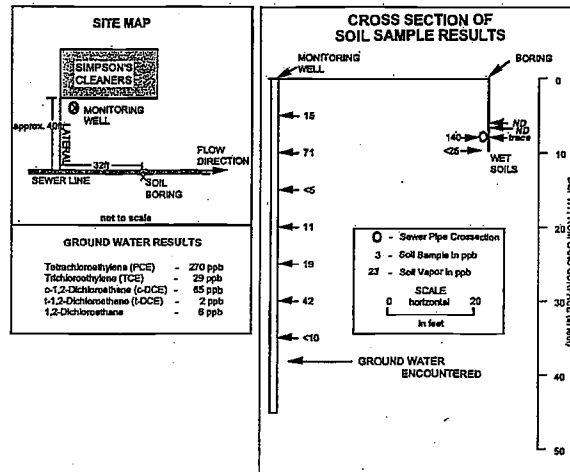 SITE MAP
SIMPSON'S
CLEANERS
MONITORING
WELL
approx. 40ft
LATERAL
32ft
FLOW
DIRECTION
SEWER LINE
SOIL
BORING
not to scale
GROUND WATER RESULTS
Tetrachloroethylene (PCE) - 270 ppb
Trichloroethylene (TCE) - 29 ppb
c-1,2-Dichloroethene (c-DCE) - 65 ppb
t-1,2-Dichloroethene (t-DCE) - 2 ppb
1,2-Dichloroethane - 6 ppb
CROSS SECTION OF
SOIL SAMPLE RESULTS
MONITORING
WELL
BORING
0
15
ND
ND
140
trace
71
<25
10
WET
SOILS
<5
11
20
O - Sewer Pipe Crossection
3 - Soil Sample in ppb
23 - Soil Vapor in ppb
19
SCALE
horizontal
0 20
in feet
42
30
<10
GROUND WATER
ENCOUNTERED
40
50